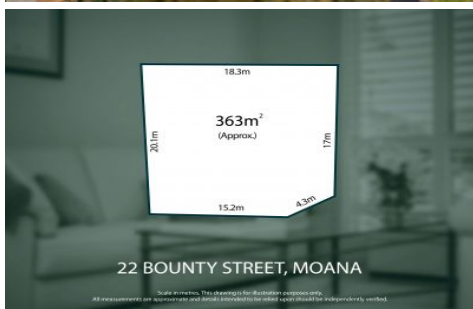 18.3m
363m²
(Approx.)
20.1m
17m
15.2m
4.3m
22 BOUNTY STREET, MOANA
Scale in metres. This drawing is for illustration purposes only.
All measurements are approximate and details intended to be relied upon should be independently verified.